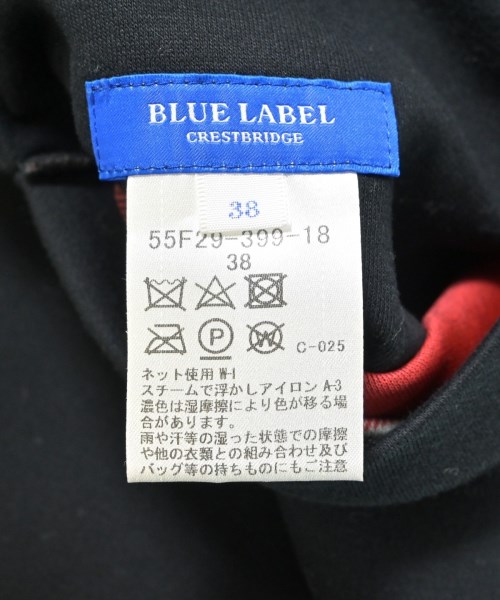 BLUE LABEL
CRESTBRIDGE
38
55F29-399-18
38
P W C-025
ネット使用 W-1
スチームで浮かしアイロン A-3
濃色は湿摩擦により色が移る場
合があります。
雨や汗等の湿った状態での摩擦
や他の衣類との組み合わせ及び
バッグ等の持ちものにもご注意